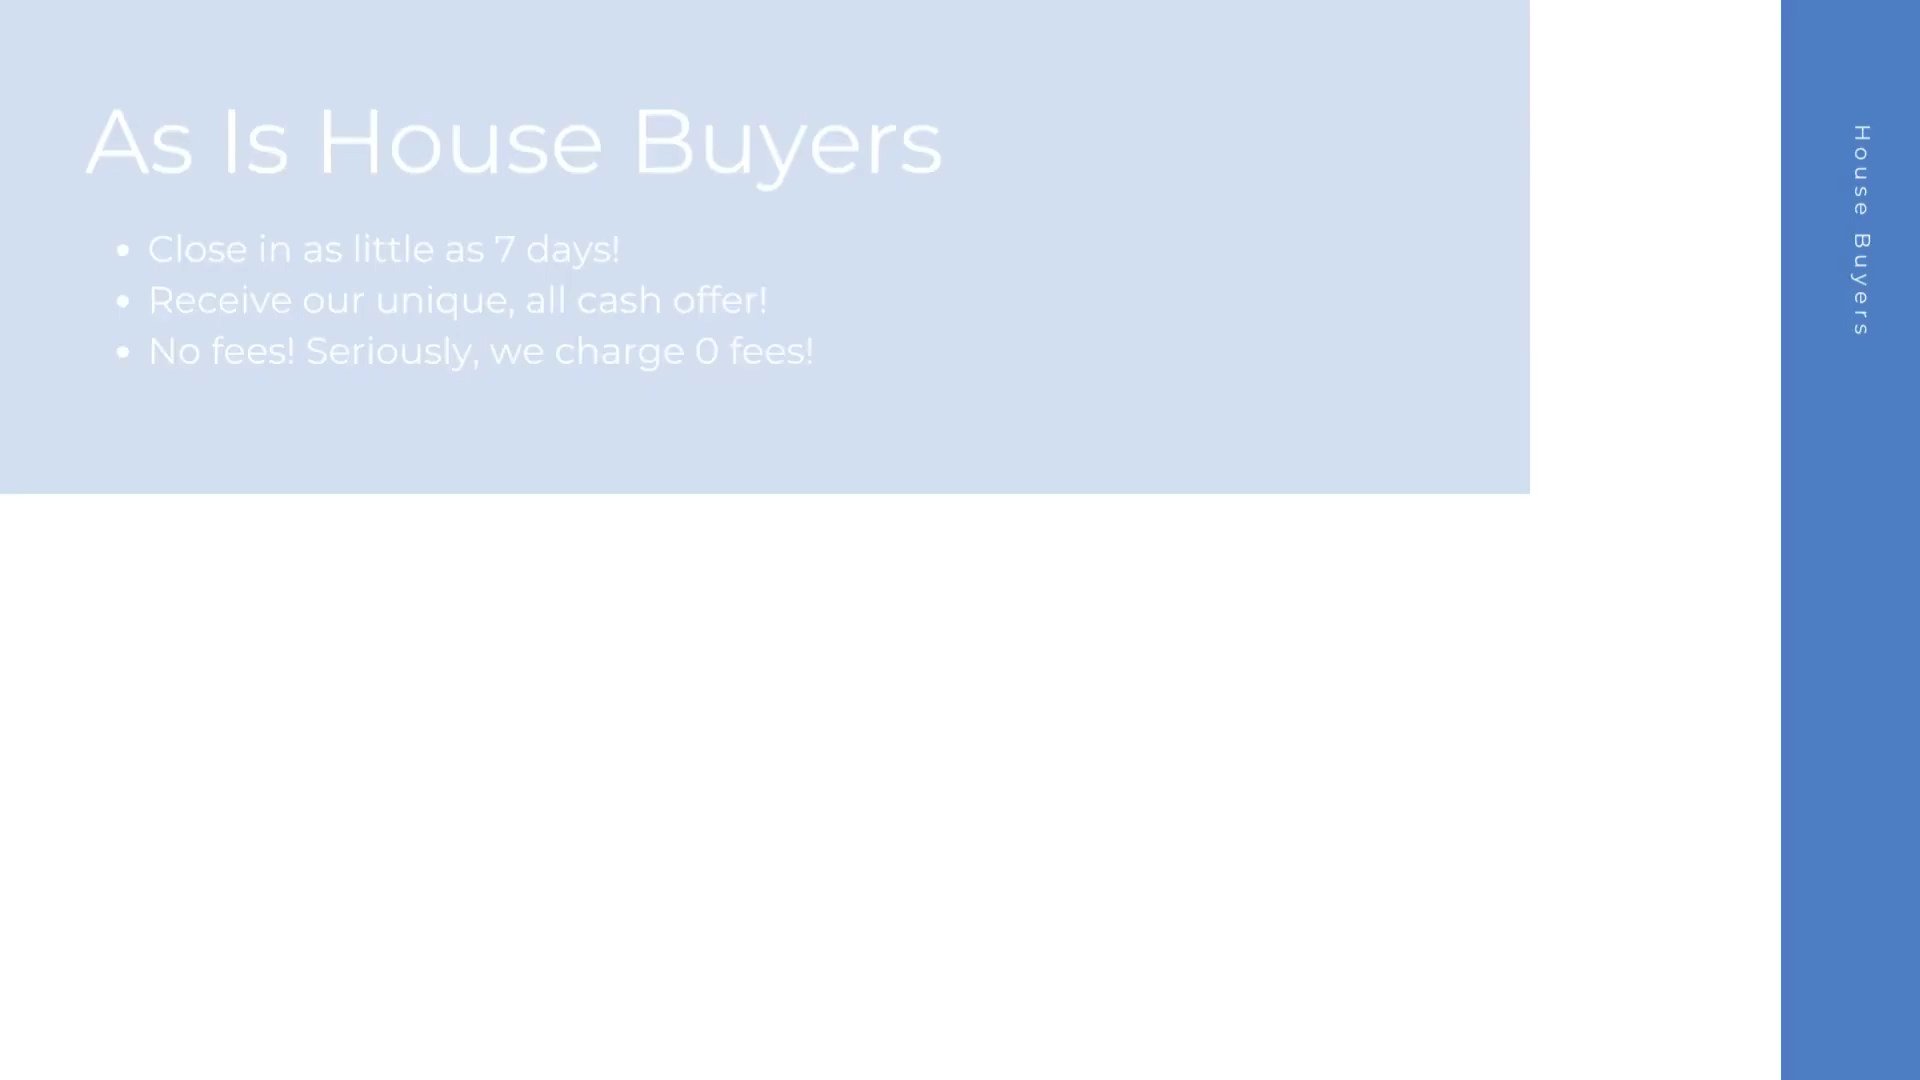 As Is House Buyers
• Close in as little as 7 days!
• Receive our unique, all cash offer!
• No fees! Seriously, we charge 0 fees!
House Buyers